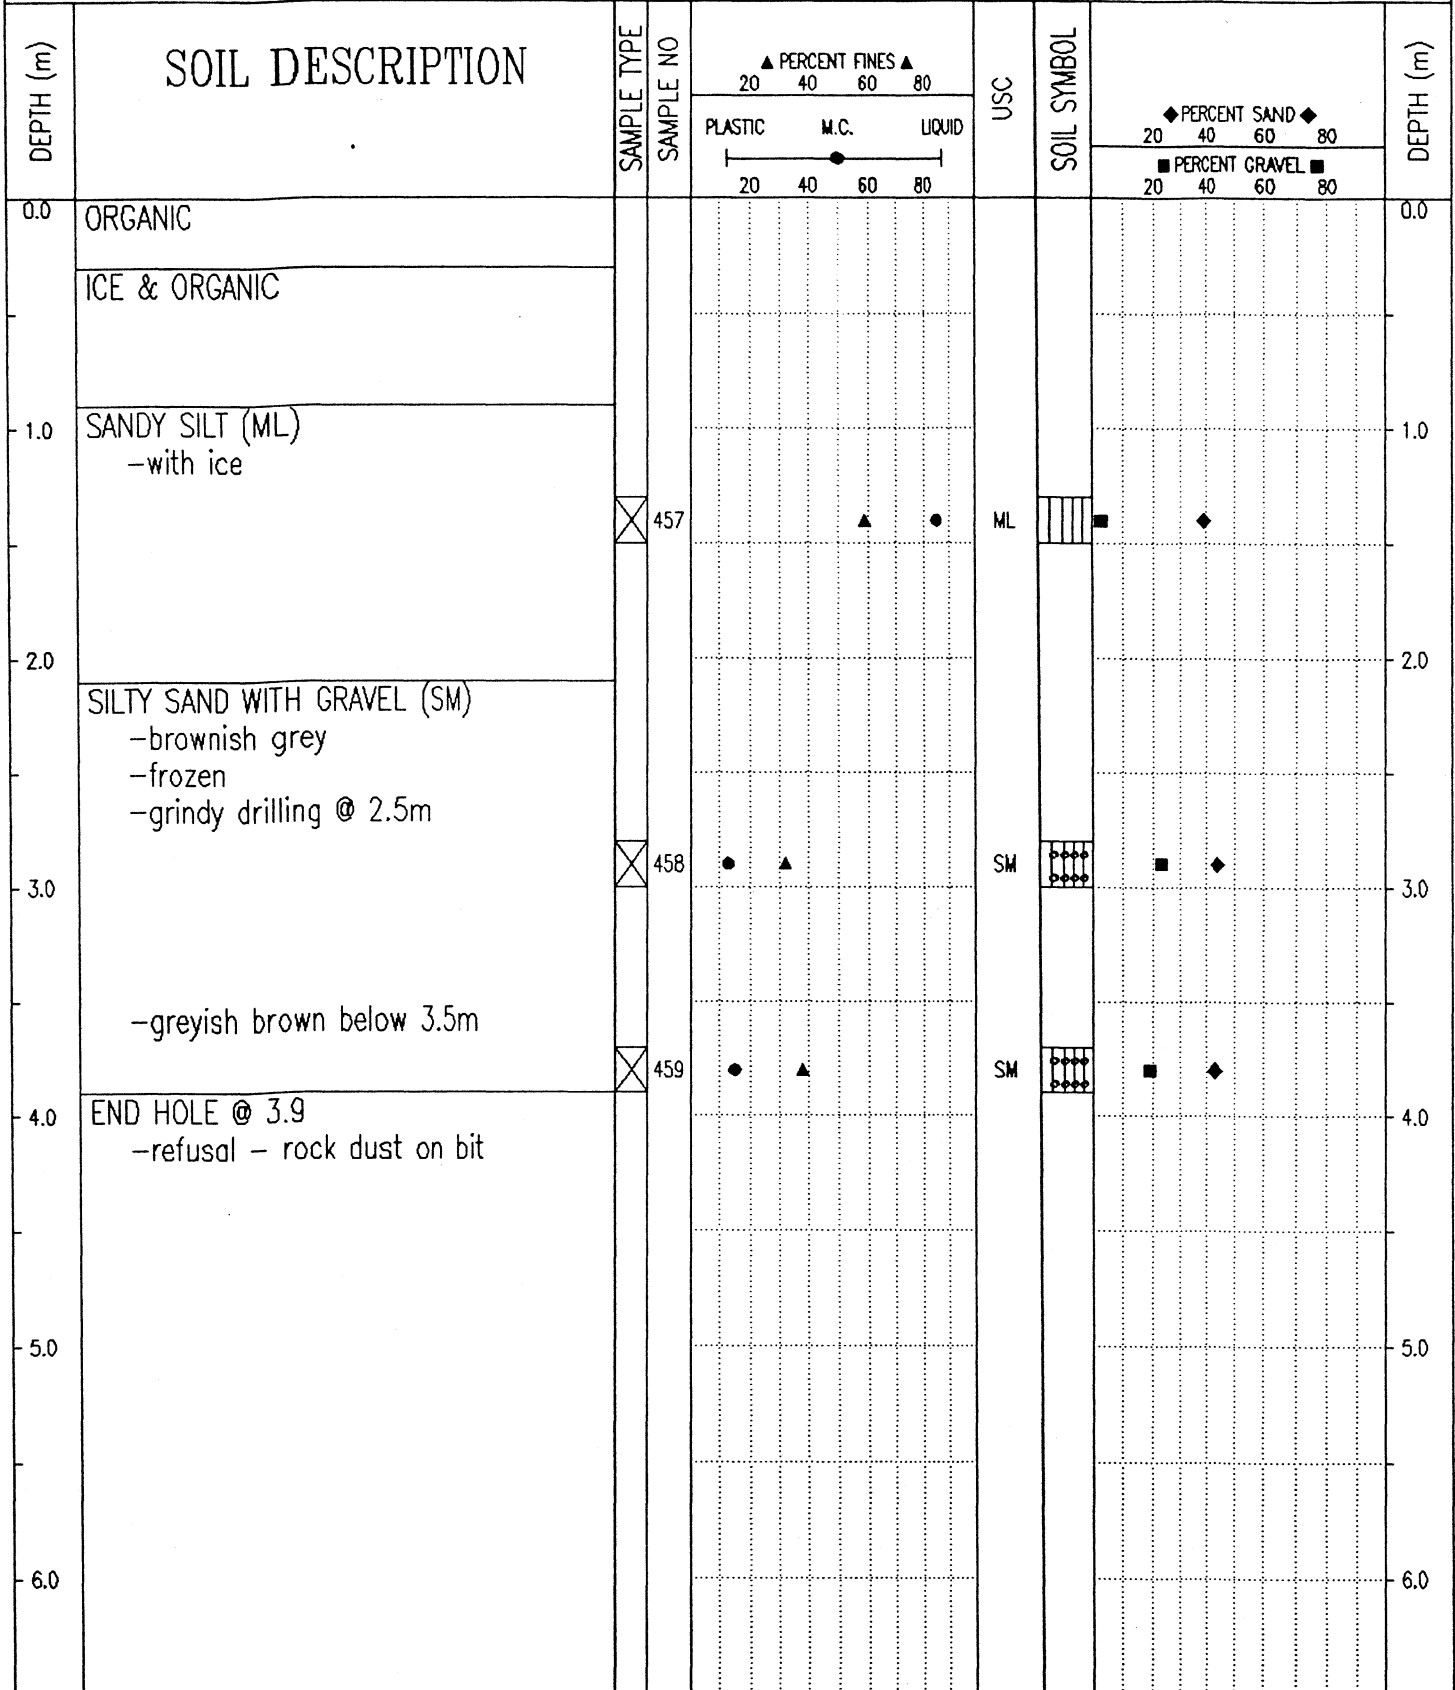 DEPTH (m)
SOIL DESCRIPTION
SAMPLE TYPE
SAMPLE NO
▲ PERCENT FINES ▲
20 40 60 80
PLASTIC M.C. LIQUID
20 40 60 80
USC
SOIL SYMBOL
◆ PERCENT SAND ◆
20 40 60 80
■ PERCENT GRAVEL ■
20 40 60 80
DEPTH (m)
0.0 ORGANIC 0.0
ICE & ORGANIC
1.0 SANDY SILT (ML) 1.0
-with ice
457 ML
2.0 2.0
SILTY SAND WITH GRAVEL (SM)
-brownish grey
-frozen
-grindy drilling @ 2.5m
458 SM
3.0 3.0
-greyish brown below 3.5m
459 SM
4.0 END HOLE @ 3.9 4.0
-refusal - rock dust on bit
5.0 5.0
6.0 6.0